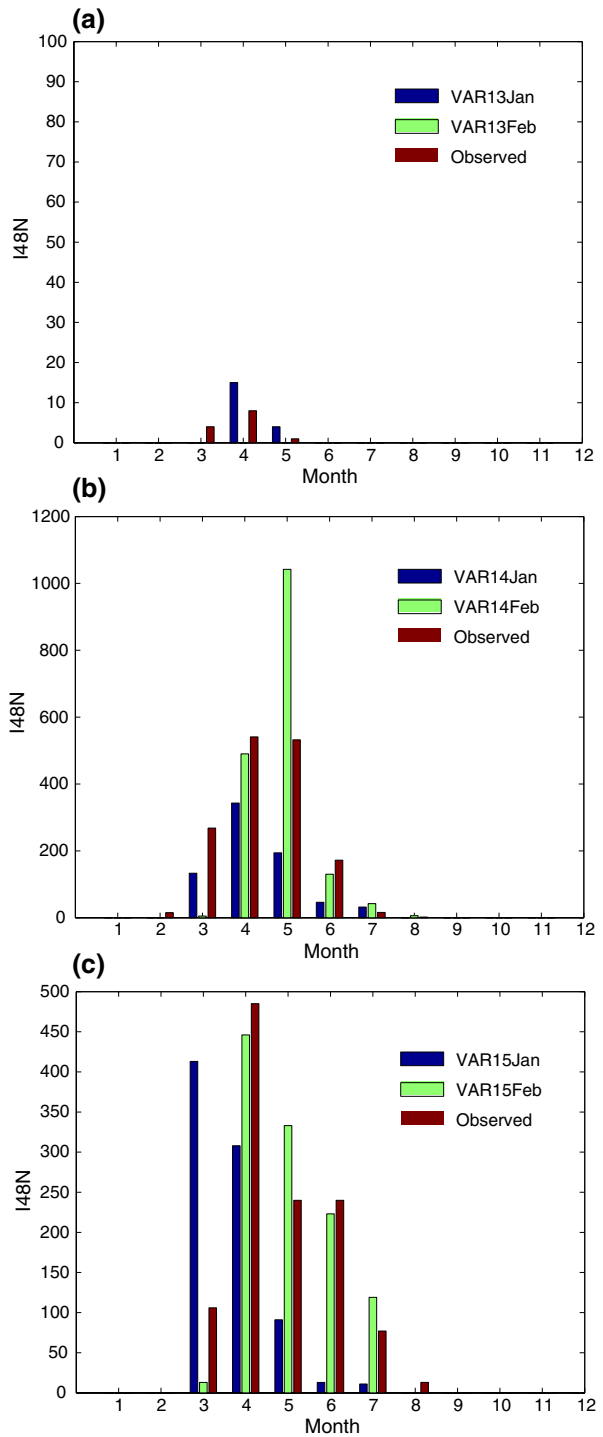 (a)
100
90
80
70
60
50
40
30
20
10
0
I48N
VAR13Jan
VAR13Feb
Observed
1 2 3 4 5 6 7 8 9 10 11 12
Month
(b)
1200
1000
800
600
400
200
0
I48N
VAR14Jan
VAR14Feb
Observed
1 2 3 4 5 6 7 8 9 10 11 12
Month
(c)
500
450
400
350
300
250
200
150
100
50
0
I48N
VAR15Jan
VAR15Feb
Observed
1 2 3 4 5 6 7 8 9 10 11 12
Month